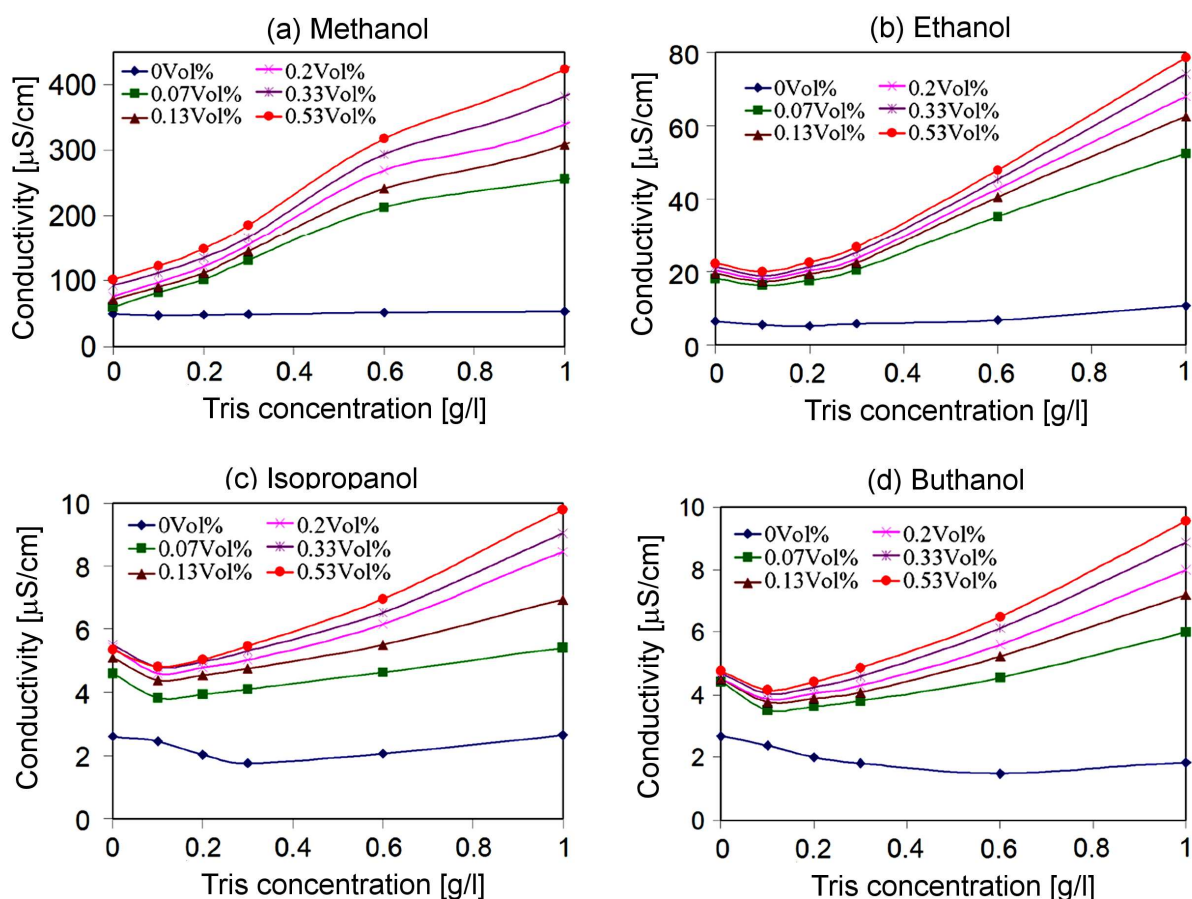 (a) Methanol
Conductivity [µS/cm]
400
300
200
100
0
0Vol%
0.07Vol%
0.13Vol%
0.2Vol%
0.33Vol%
0.53Vol%
0 0.2 0.4 0.6 0.8 1
Tris concentration [g/l]
(b) Ethanol
Conductivity [µS/cm]
80
60
40
20
0
0Vol%
0.07Vol%
0.13Vol%
0.2Vol%
0.33Vol%
0.53Vol%
0 0.2 0.4 0.6 0.8 1
Tris concentration [g/l]
(c) Isopropanol
Conductivity [µS/cm]
10
8
6
4
2
0
0Vol%
0.07Vol%
0.13Vol%
0.2Vol%
0.33Vol%
0.53Vol%
0 0.2 0.4 0.6 0.8 1
Tris concentration [g/l]
(d) Buthanol
Conductivity [µS/cm]
10
8
6
4
2
0
0Vol%
0.07Vol%
0.13Vol%
0.2Vol%
0.33Vol%
0.53Vol%
0 0.2 0.4 0.6 0.8 1
Tris concentration [g/l]